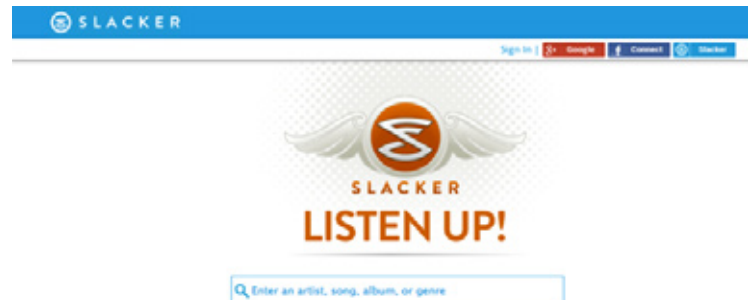 SLACKER
Sign In | Google Connect Slacker
SLACKER
LISTEN UP!
Enter an artist, song, album, or genre